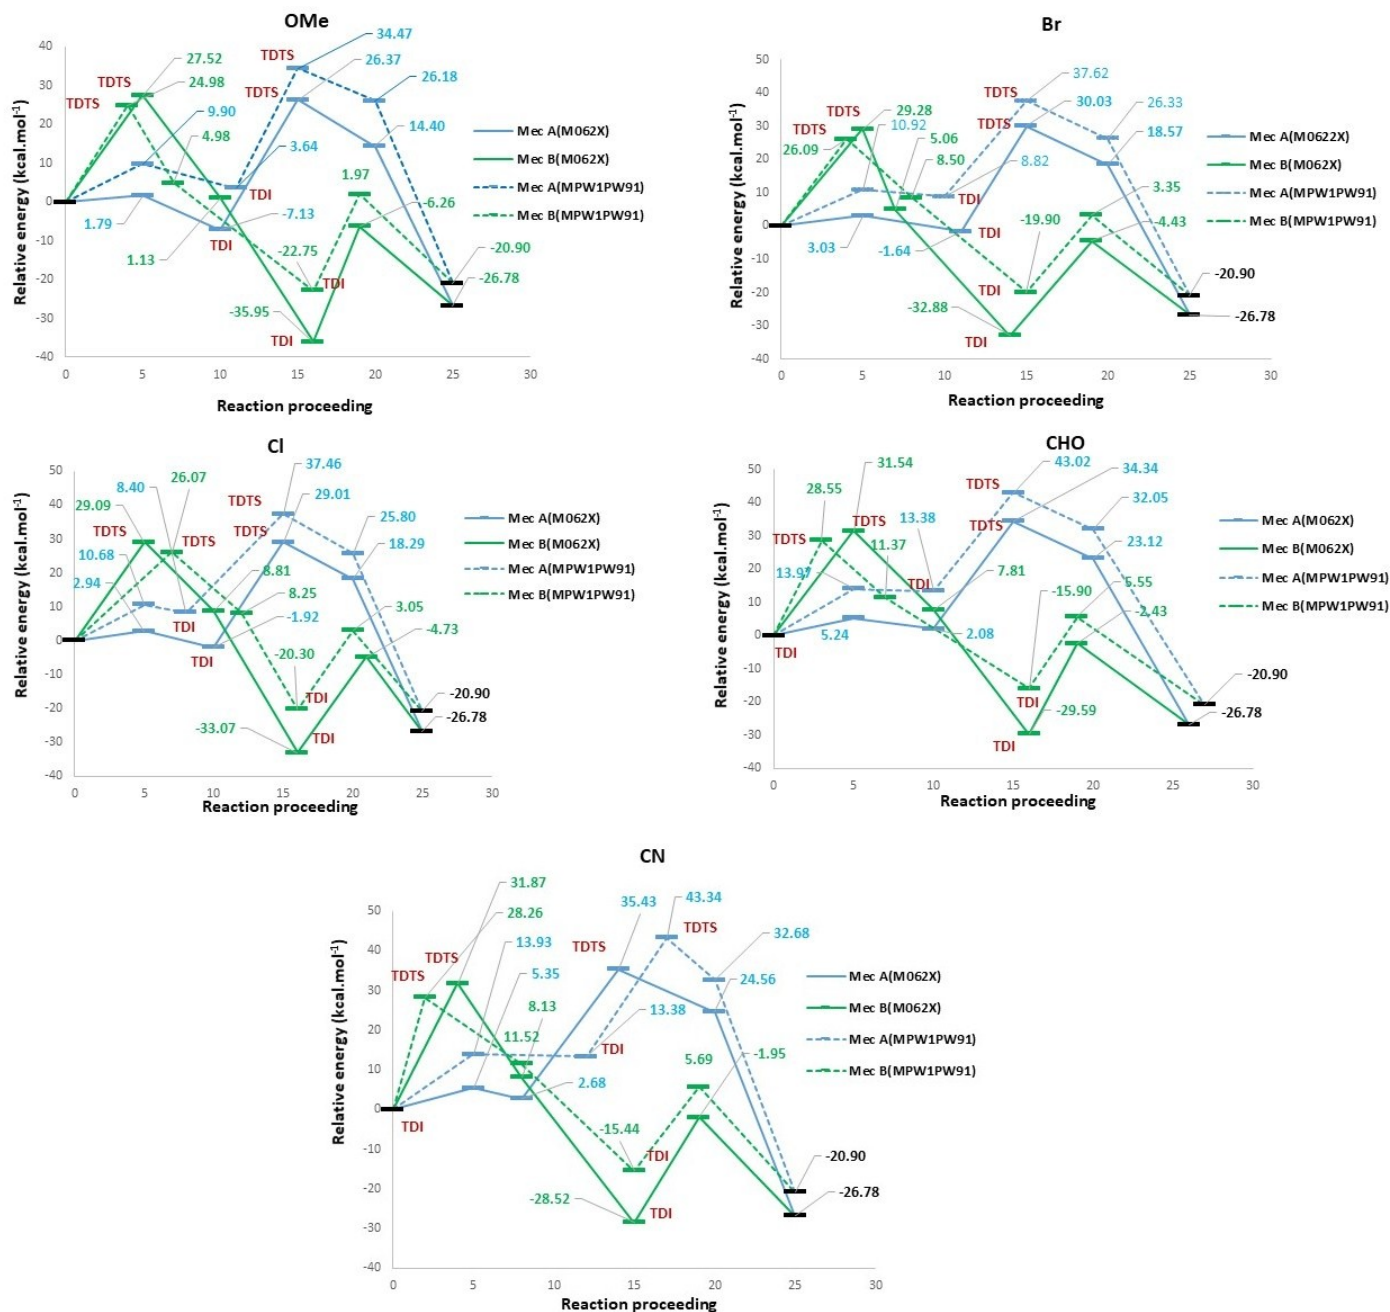 OMe
Relative energy (kcal.mol-1)
40
30
20
10
0
-10
-20
-30
-40
0
5
10
15
20
25
30
Reaction proceeding
TDTS
TDTS
27.52
24.98
9.90
4.98
TDTS
TDTS
34.47
26.37
26.18
14.40
3.64
TDI
-7.13
TDI
1.79
1.13
-22.75
TDI
-35.95
TDI
1.97
-6.26
-20.90
-26.78
Mec A(M062X)
Mec B(M062X)
Mec A(MPW1PW91)
Mec B(MPW1PW91)
Br
Relative energy (kcal.mol-1)
50
40
30
20
10
0
-10
-20
-30
-40
0
5
10
15
20
25
30
Reaction proceeding
TDTS
TDTS
26.09
29.28
10.92
5.06
8.50
TDTS
TDTS
37.62
30.03
26.33
18.57
8.82
3.03
-1.64
TDI
-19.90
TDI
-32.88
TDI
3.35
-4.43
-20.90
-26.78
Mec A(M0622X)
Mec B(M062X)
Mec A(MPW1PW91)
Mec B(MPW1PW91)
Cl
Relative energy (kcal.mol-1)
50
40
30
20
10
0
-10
-20
-30
-40
0
5
10
15
20
25
30
Reaction proceeding
8.40
26.07
29.09
TDTS
TDTS
10.68
2.94
TDTS
TDTS
37.46
29.01
25.80
18.29
8.81
8.25
TDI
-1.92
TDI
-20.30
TDI
-33.07
TDI
3.05
-4.73
-20.90
-26.78
Mec A(M062X)
Mec B(M062X)
Mec A(MPW1PW91)
Mec B(MPW1PW91)
CHO
Relative energy (kcal.mol-1)
50
40
30
20
10
0
-10
-20
-30
-40
0
5
10
15
20
25
30
Reaction proceeding
28.55
31.54
TDTS
TDTS
13.38
11.37
13.97
TDI
TDTS
TDTS
43.02
34.34
32.05
23.12
7.81
5.24
2.08
TDI
-15.90
TDI
-29.59
TDI
5.55
-2.43
-20.90
-26.78
Mec A(M062X)
Mec B(M062X)
Mec A(MPW1PW91)
Mec B(MPW1PW91)
CN
Relative energy (kcal.mol-1)
50
40
30
20
10
0
-10
-20
-30
-40
0
5
10
15
20
25
30
Reaction proceeding
31.87
28.26
13.93
5.35
TDTS
TDTS
8.13
11.52
35.43
43.34
TDTS
TDTS
32.68
24.56
13.38
TDI
2.68
TDI
-15.44
TDI
-28.52
TDI
5.69
-1.95
-20.90
-26.78
Mec A(M062X)
Mec B(M062X)
Mec A(MPW1PW91)
Mec B(MPW1PW91)